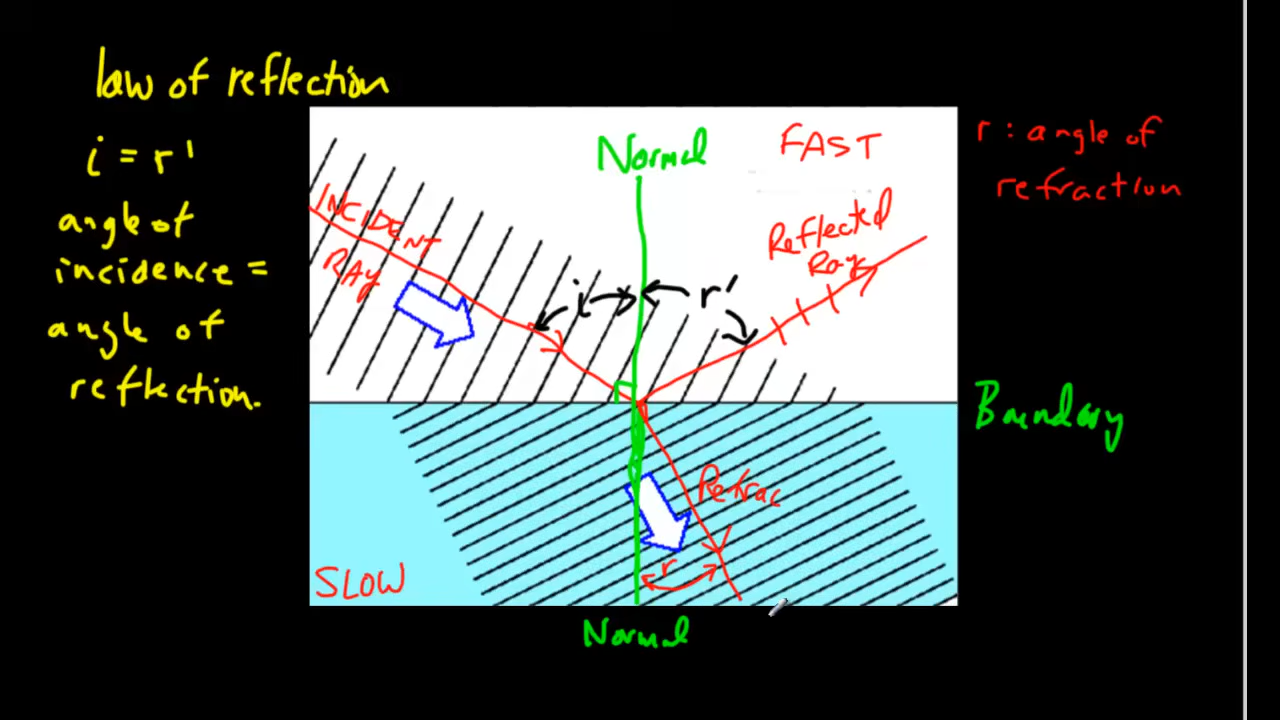 law of reflection
i = r'
angle of
incidence =
angle of
reflection.
Normal
FAST
INCIDENT
RAY
Reflected
Ray
i
r'
r : angle of
refraction
Boundary
Refrac
r
SLOW
Normal